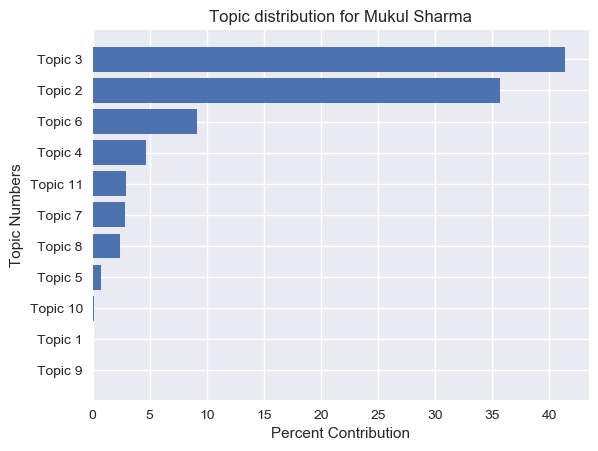 Topic distribution for Mukul Sharma
Topic 3
Topic 2
Topic 6
Topic 4
Topic 11
Topic 7
Topic 8
Topic 5
Topic 10
Topic 1
Topic 9
Topic Numbers
0 5 10 15 20 25 30 35 40
Percent Contribution